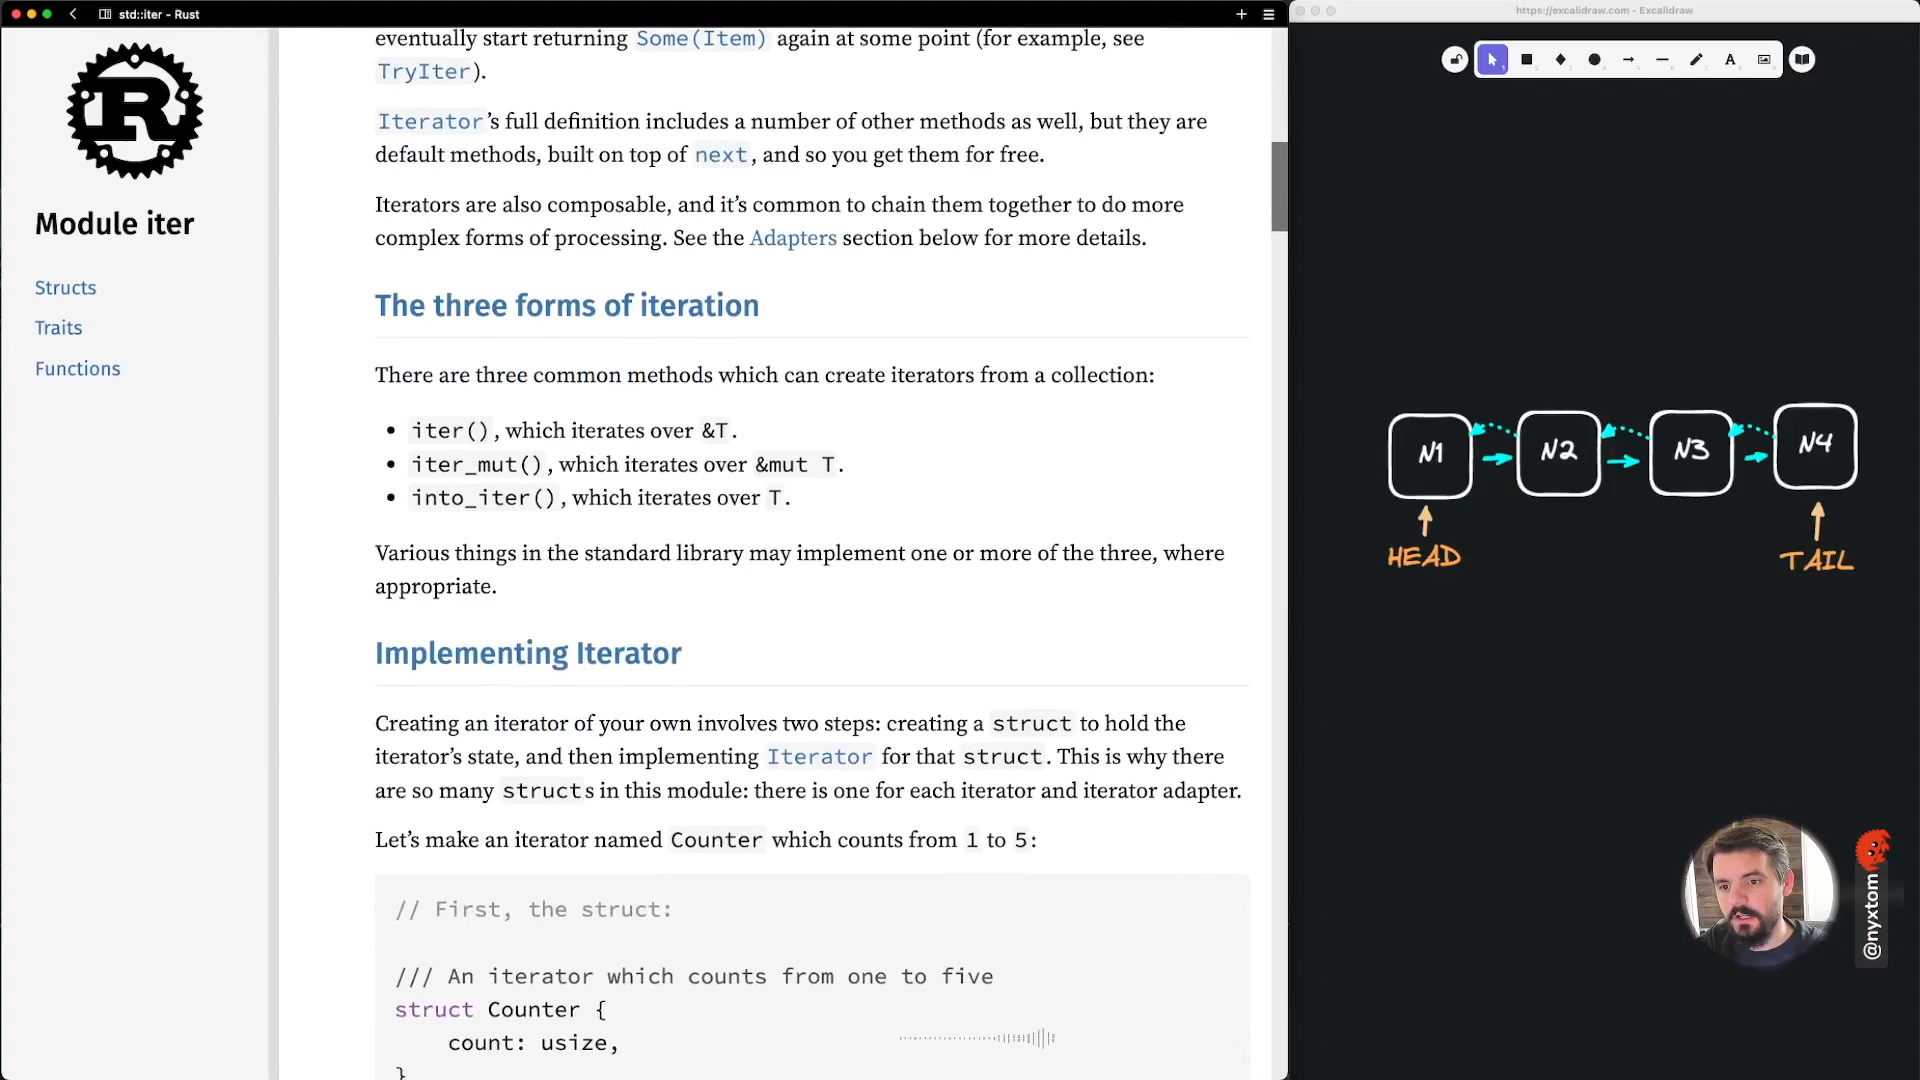 std::iter - Rust
Module iter
Structs
Traits
Functions
eventually start returning Some(Item) again at some point (for example, see
TryIter).
Iterator’s full definition includes a number of other methods as well, but they are
default methods, built on top of next, and so you get them for free.
Iterators are also composable, and it’s common to chain them together to do more
complex forms of processing. See the Adapters section below for more details.
The three forms of iteration
There are three common methods which can create iterators from a collection:
• iter(), which iterates over &T.
• iter_mut(), which iterates over &mut T.
• into_iter(), which iterates over T.
Various things in the standard library may implement one or more of the three, where
appropriate.
Implementing Iterator
Creating an iterator of your own involves two steps: creating a struct to hold the
iterator’s state, and then implementing Iterator for that struct. This is why there
are so many structs in this module: there is one for each iterator and iterator adapter.
Let’s make an iterator named Counter which counts from 1 to 5:
// First, the struct:
/// An iterator which counts from one to five
struct Counter {
count: usize,
}
https://excalidraw.com - Excalidraw
A
N1 N2 N3 N4
HEAD TAIL
@nyxtom